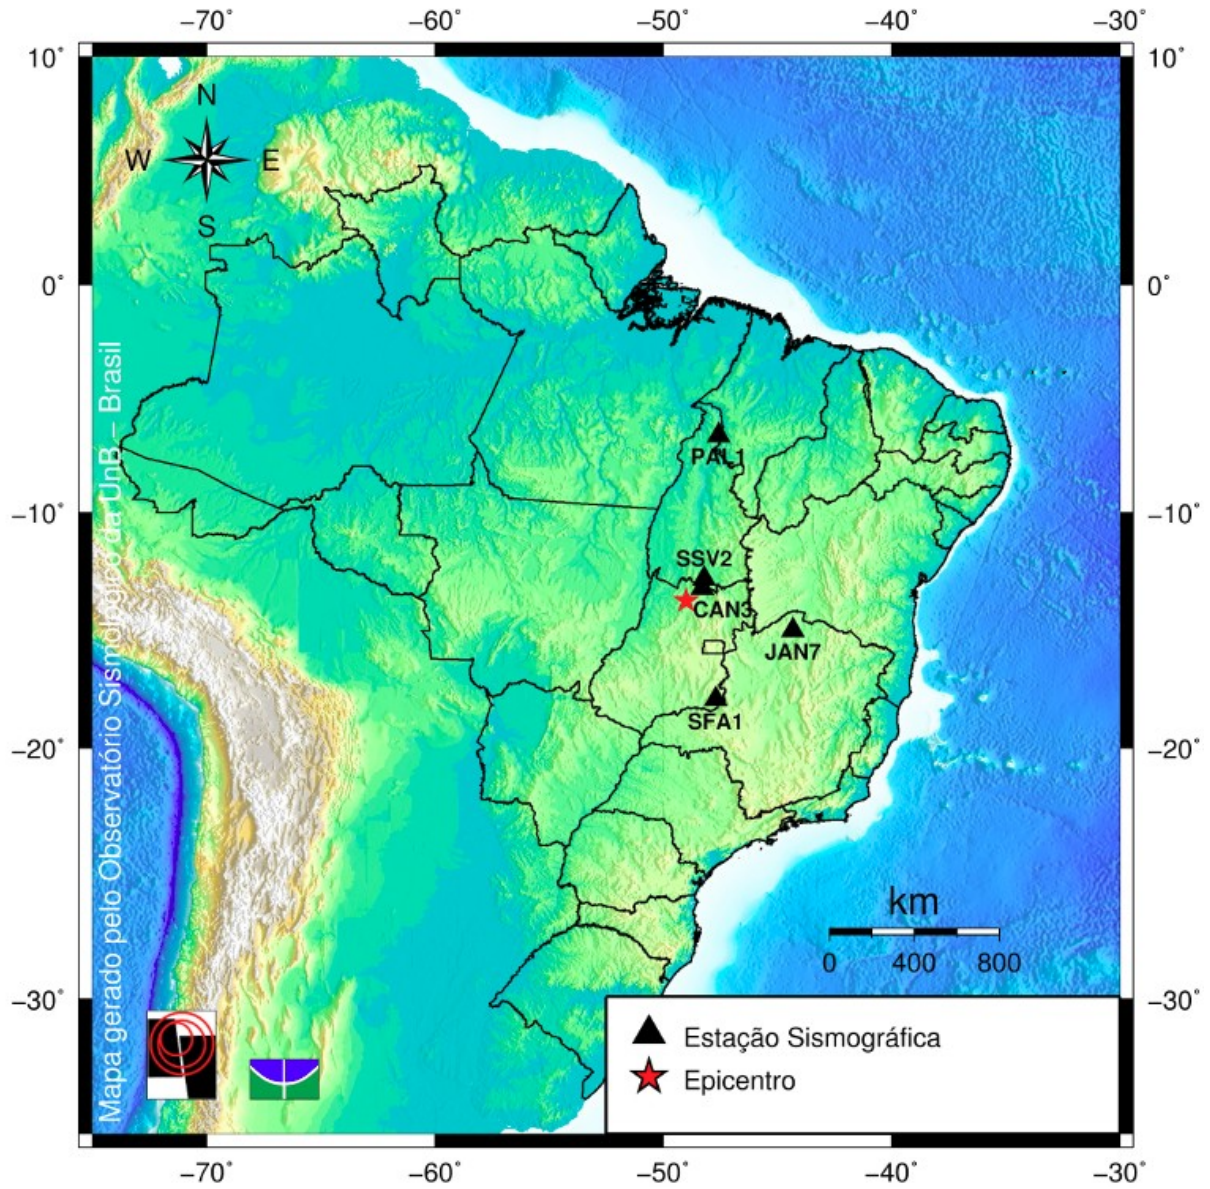 −70˚ −60˚ −50˚ −40˚ −30˚
10˚ 10˚
N
W E
S
0˚ 0˚
PAL1
−10˚ −10˚
SSV2
CAN3
JAN7
SFA1
−20˚ −20˚
km
0 400 800
−30˚ −30˚
Estação Sismográfica
Epicentro
Mapa gerado pelo Observatório Sismológico da UnB – Brasil
−70˚ −60˚ −50˚ −40˚ −30˚